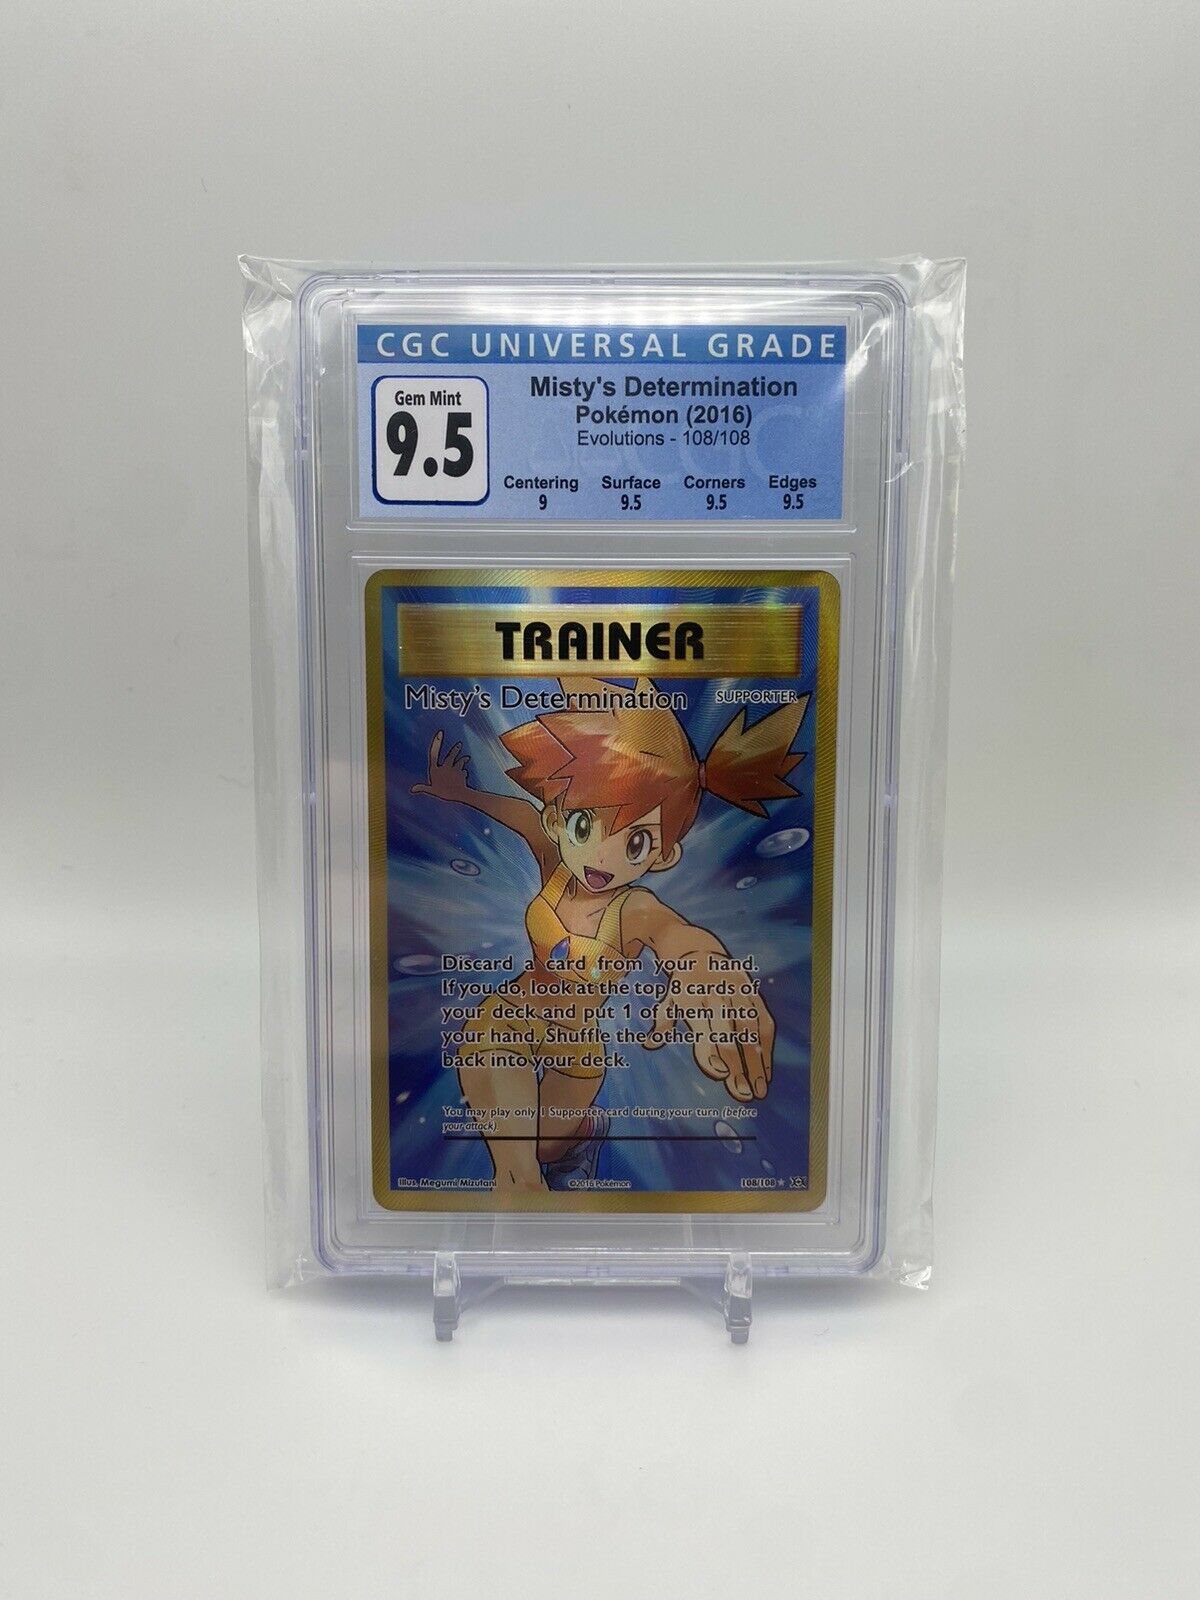 CGC UNIVERSAL GRADE
Gem Mint
9.5
Misty's Determination
Pokémon (2016)
Evolutions - 108/108
Centering Surface Corners Edges
9 9.5 9.5 9.5
CGC
TRAINER
Misty's Determination SUPPORTER
Discard a card from your hand.
If you do, look at the top 8 cards of
your deck and put 1 of them into
your hand. Shuffle the other cards
back into your deck.
You may play only 1 Supporter card during your turn (before
your attack).
Illus. Megumi Mizutani ©2016 Pokémon 108/108 ★